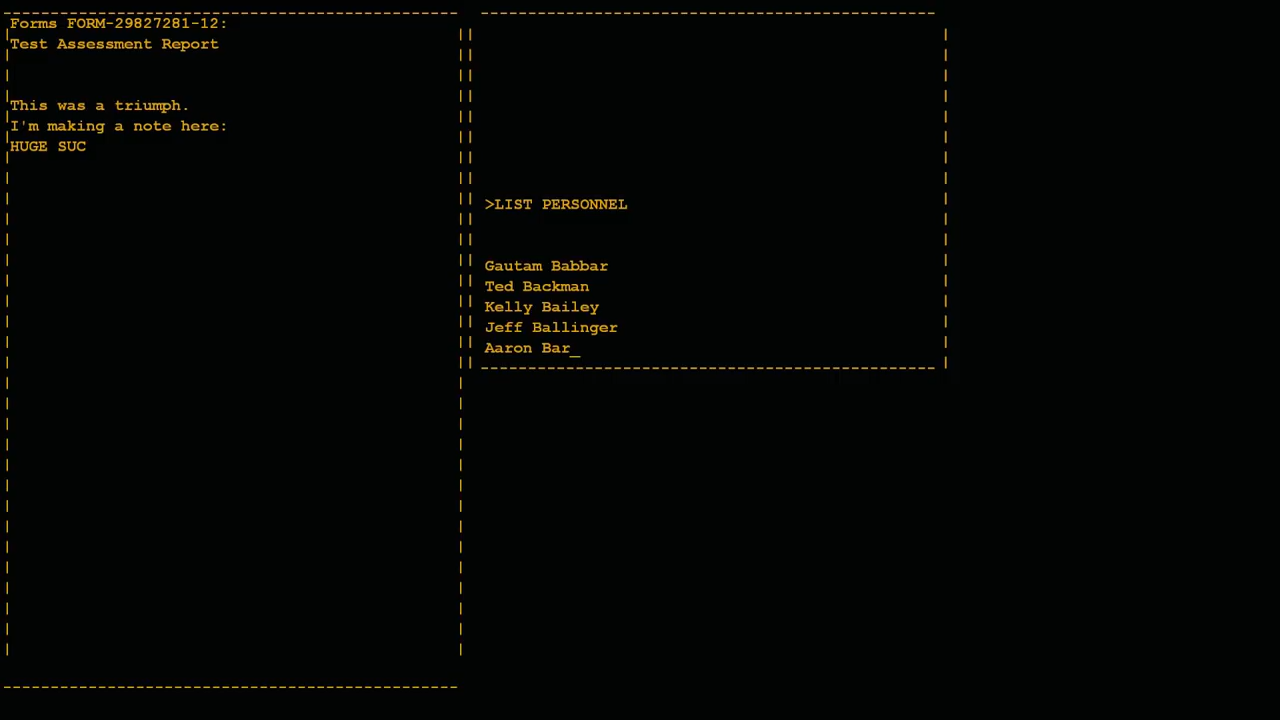 Forms FORM-29827281-12:
Test Assessment Report
This was a triumph.
I'm making a note here:
HUGE SUC
>LIST PERSONNEL
Gautam Babbar
Ted Backman
Kelly Bailey
Jeff Ballinger
Aaron Bar_